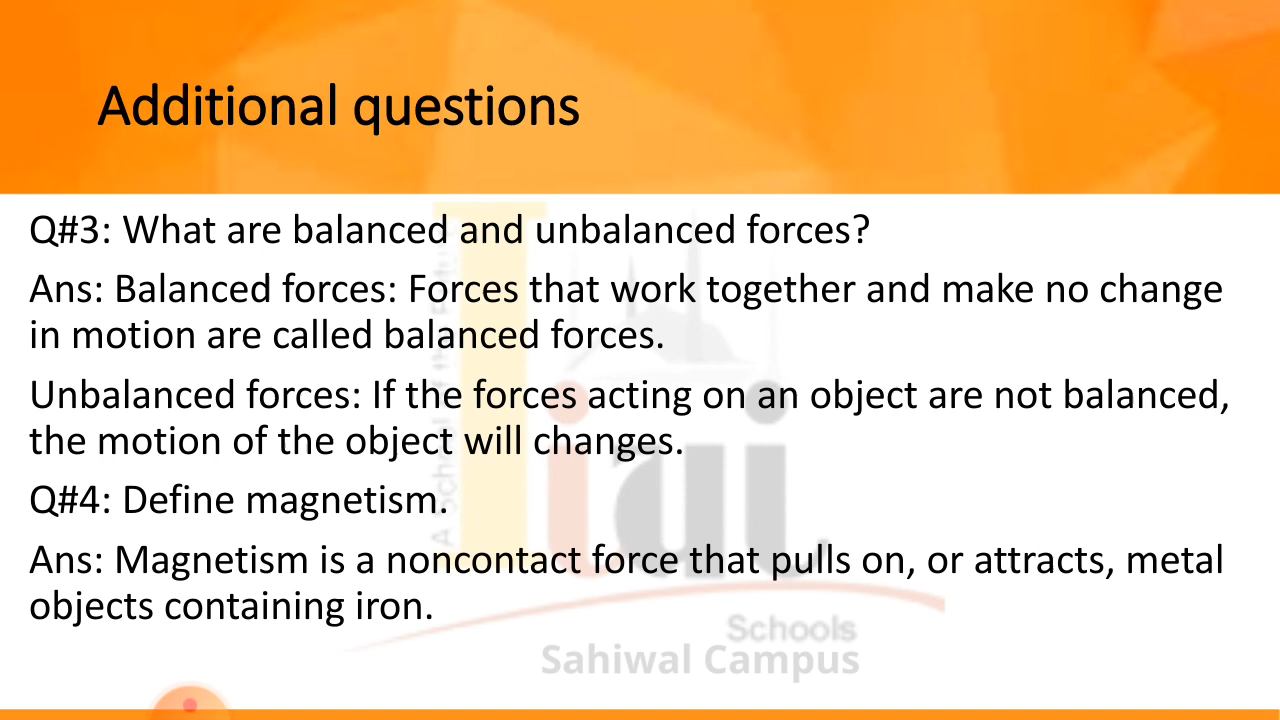 Additional questions
Q#3: What are balanced and unbalanced forces?
Ans: Balanced forces: Forces that work together and make no change
in motion are called balanced forces.
Unbalanced forces: If the forces acting on an object are not balanced,
the motion of the object will changes.
Q#4: Define magnetism.
Ans: Magnetism is a noncontact force that pulls on, or attracts, metal
objects containing iron.
Schools
Sahiwal Campus